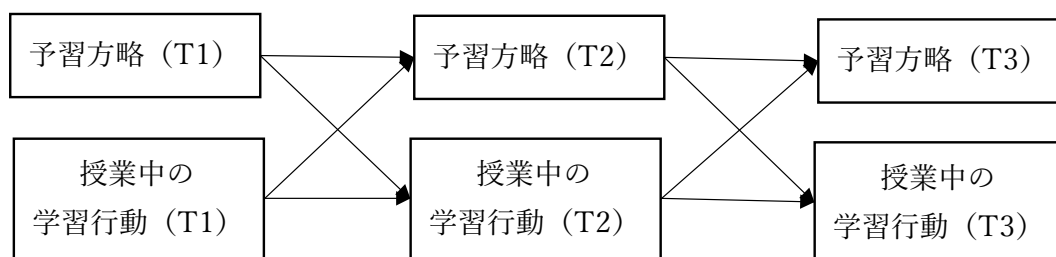 予習方略（T1）
予習方略（T2）
予習方略（T3）
授業中の
学習行動（T1）
授業中の
学習行動（T2）
授業中の
学習行動（T3）